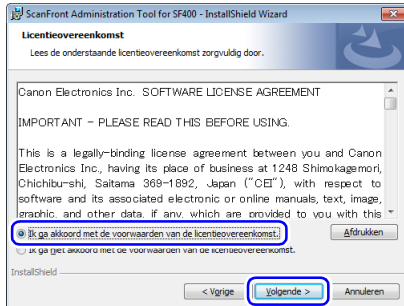 ScanFront Administration Tool for SF400 - InstallShield Wizard
Licentieovereenkomst
Lees de onderstaande licentieovereenkomst zorgvuldig door.
Canon Electronics Inc.  SOFTWARE LICENSE AGREEMENT
IMPORTANT – PLEASE READ THIS BEFORE USING.
This is a legally-binding license agreement between you and Canon
Electronics Inc., having its place of business at 1248 Shimokagemori,
Chichibu-shi, Saitama 369-1892, Japan ("CEI"), with respect to
software and its associated electronic or online manuals, text, image,
graphic, and other data, if any, which are provided to you with this
Ik ga akkoord met de voorwaarden van de licentieovereenkomst.
Afdrukken
Ik ga niet akkoord met de voorwaarden van de licentieovereenkomst.
InstallShield
< Vorige
Volgende >
Annuleren